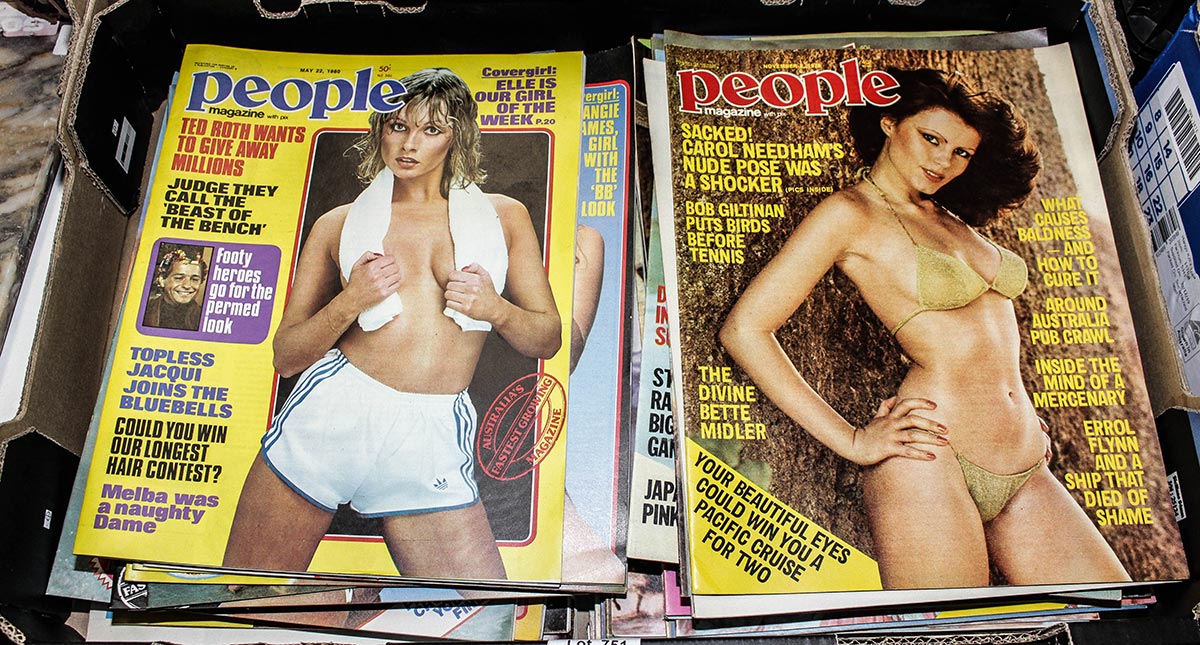 people
magazine with pix
MAY 22, 1980
50c
Covergirl:
ELLE IS
OUR GIRL
OF THE
WEEK P.20
TED ROTH WANTS
TO GIVE AWAY
MILLIONS
JUDGE THEY
CALL THE
'BEAST OF
THE BENCH'
Footy
heroes
go for the
permed
look
TOPLESS
JACQUI
JOINS THE
BLUEBELLS
COULD YOU WIN
OUR LONGEST
HAIR CONTEST?
Melba was
a naughty
Dame
AUSTRALIA'S
FASTEST GROWING
MAGAZINE
ANGIE
GIRL
WITH
THE
'BB'
LOOK
people
magazine with pix
SACKED!
CAROL NEEDHAM'S
NUDE POSE WAS
A SHOCKER (PICS INSIDE)
BOB GILTINAN
PUTS BIRDS
BEFORE
TENNIS
THE
DIVINE
BETTE
MIDLER
YOUR BEAUTIFUL EYES
COULD WIN YOU A
PACIFIC CRUISE
FOR TWO
WHAT
CAUSES
BALDNESS
– AND
HOW TO
CURE IT
AROUND
AUSTRALIA
PUB CRAWL
INSIDE THE
MIND OF A
MERCENARY
ERROL
FLYNN
AND A
SHIP THAT
DIED OF
SHAME
Lot 751